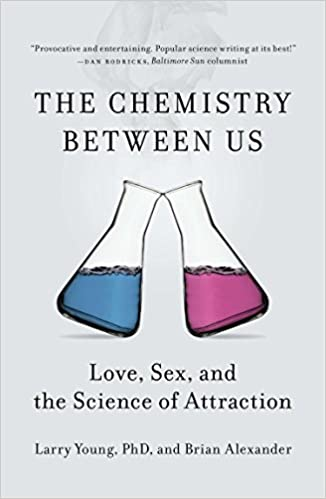 “Provocative and entertaining. Popular science writing at its best!”
—DAN RODRICKS, Baltimore Sun columnist
THE CHEMISTRY
BETWEEN US
Love, Sex, and
the Science of Attraction
Larry Young, PhD, and Brian Alexander